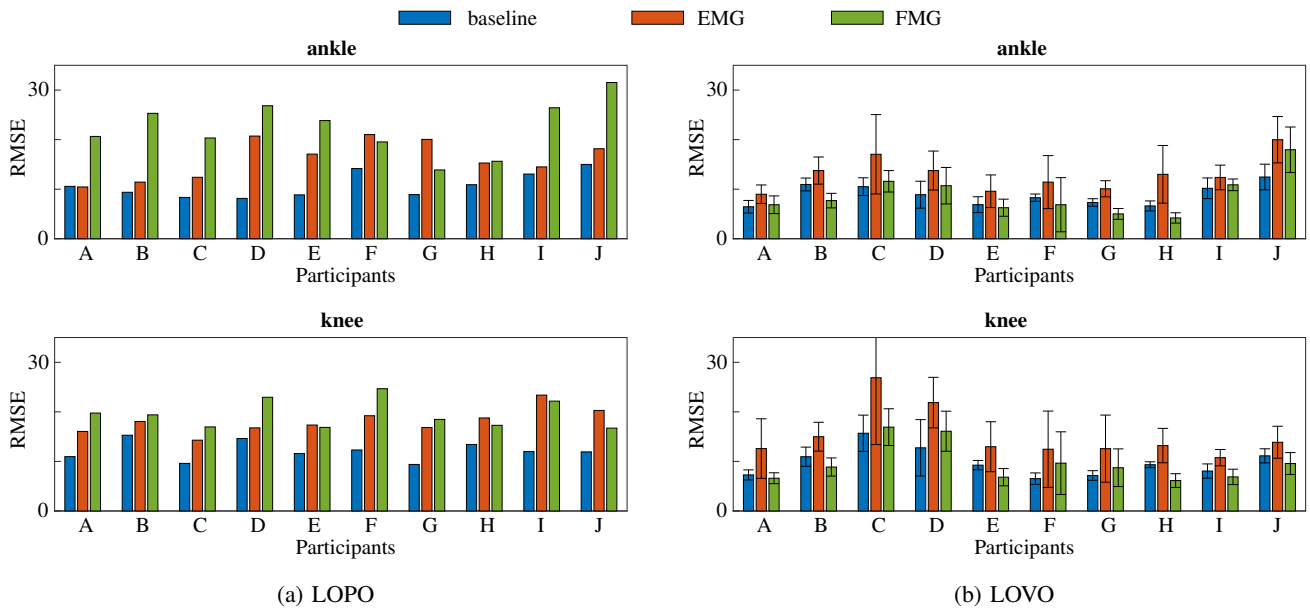 baseline EMG FMG
ankle
RMSE
30
0
A B C D E F G H I J
Participants
knee
RMSE
30
0
A B C D E F G H I J
Participants
(a) LOPO
ankle
RMSE
30
0
A B C D E F G H I J
Participants
knee
RMSE
30
0
A B C D E F G H I J
Participants
(b) LOVO